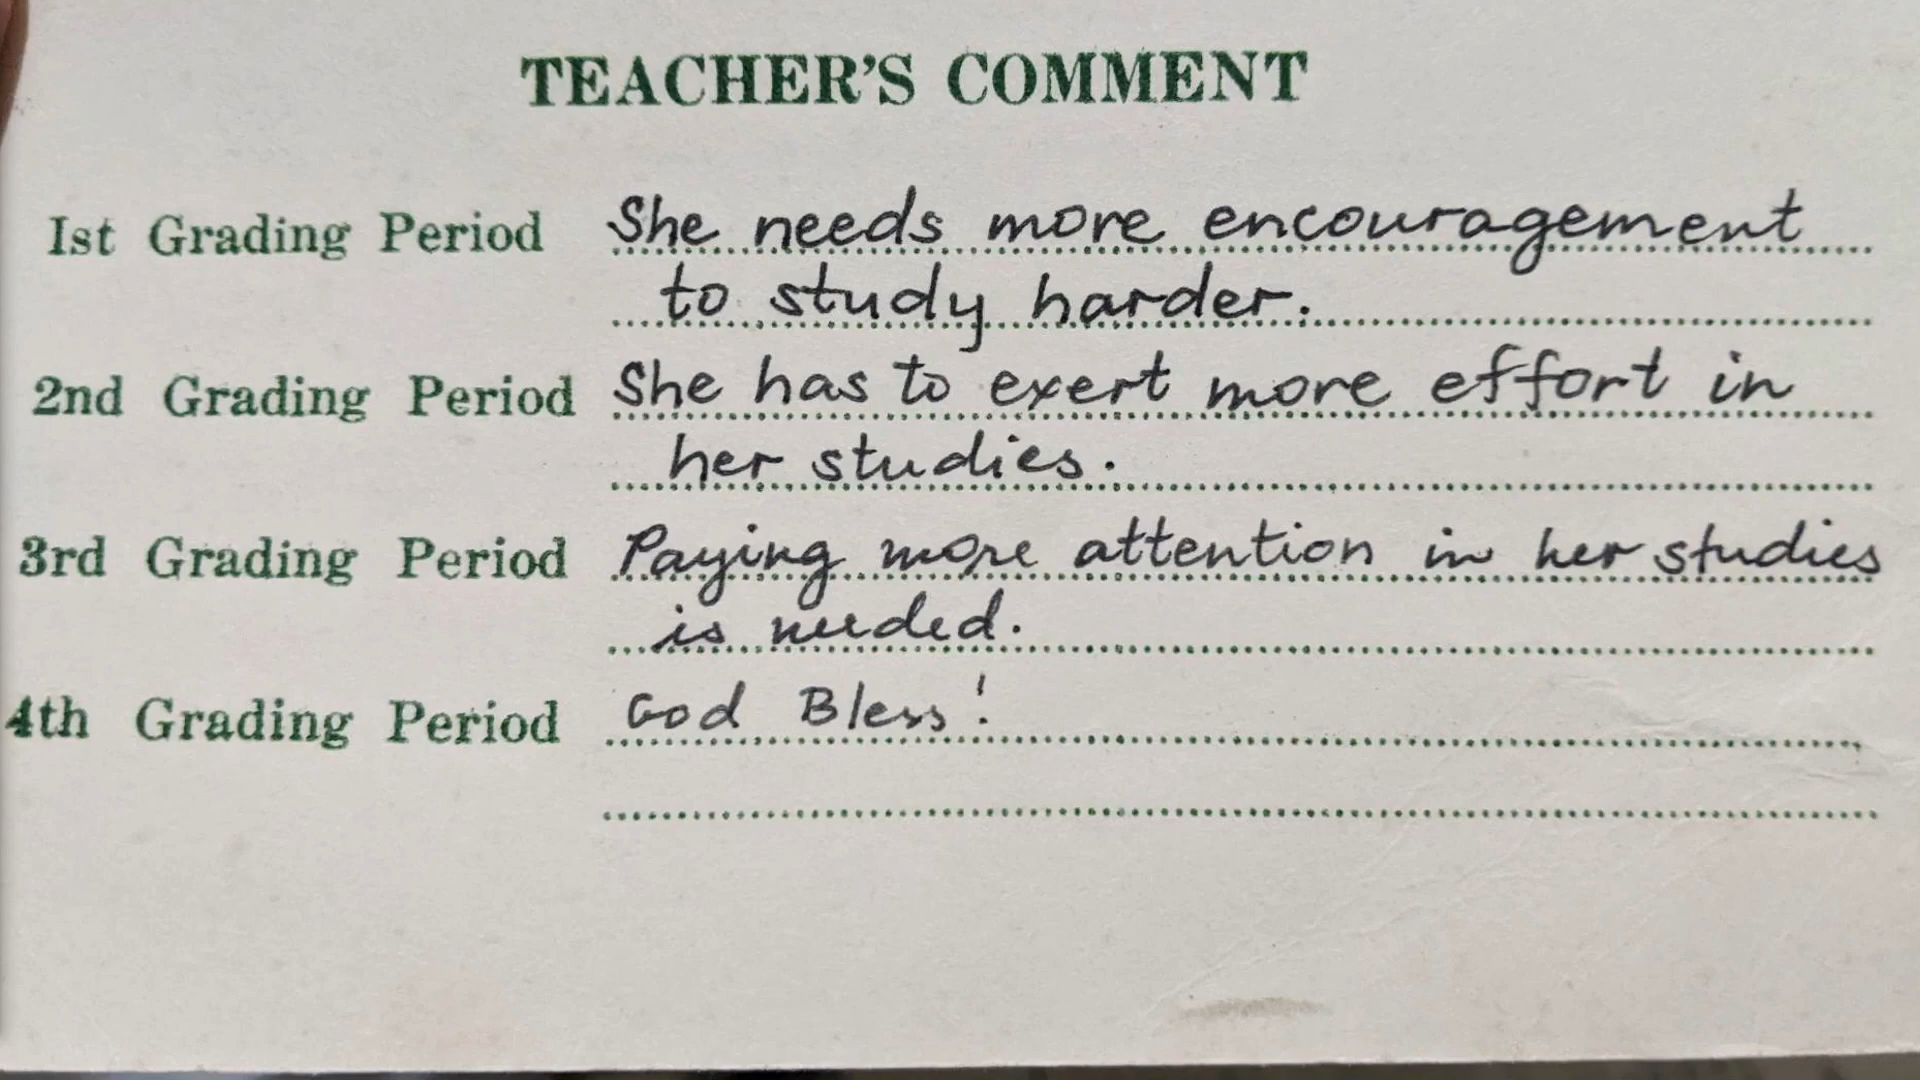 TEACHER'S COMMENT
Ist Grading Period She needs more encouragement
to study harder.
2nd Grading Period She has to exert more effort in
her studies.
3rd Grading Period Paying more attention in her studies
is needed.
4th Grading Period God Bless!